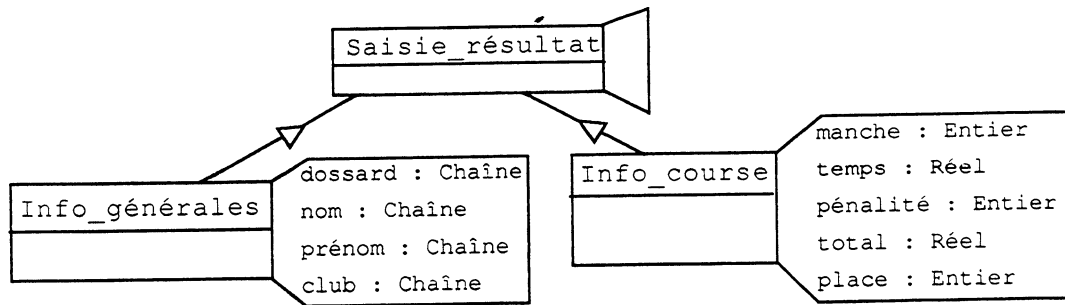 Saisie_résultat
Info_générales
dossard : Chaîne
nom : Chaîne
prénom : Chaîne
club : Chaîne
Info_course
manche : Entier
temps : Réel
pénalité : Entier
total : Réel
place : Entier